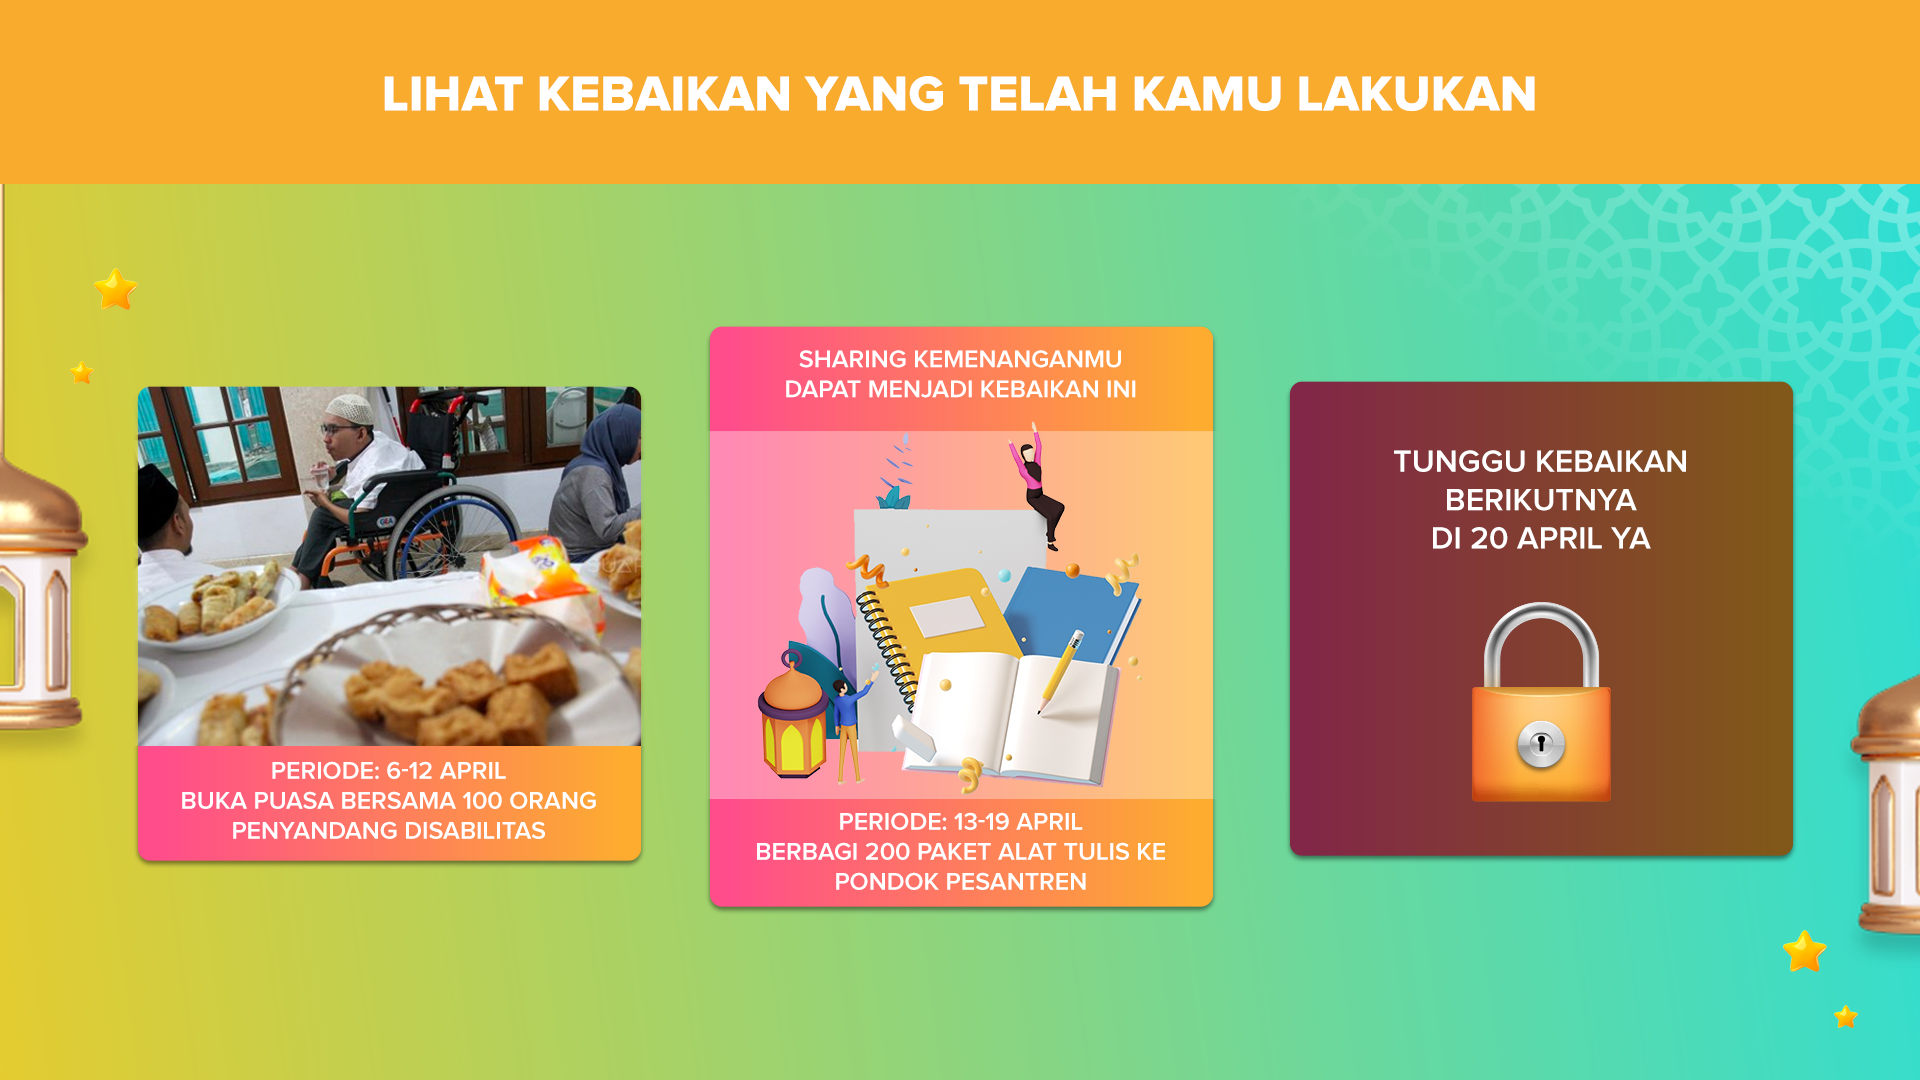 LIHAT KEBAIKAN YANG TELAH KAMU LAKUKAN
PERIODE: 6-12 APRIL
BUKA PUASA BERSAMA 100 ORANG
PENYANDANG DISABILITAS
SHARING KEMENANGANMU
DAPAT MENJADI KEBAIKAN INI
PERIODE: 13-19 APRIL
BERBAGI 200 PAKET ALAT TULIS KE
PONDOK PESANTREN
TUNGGU KEBAIKAN
BERIKUTNYA
DI 20 APRIL YA